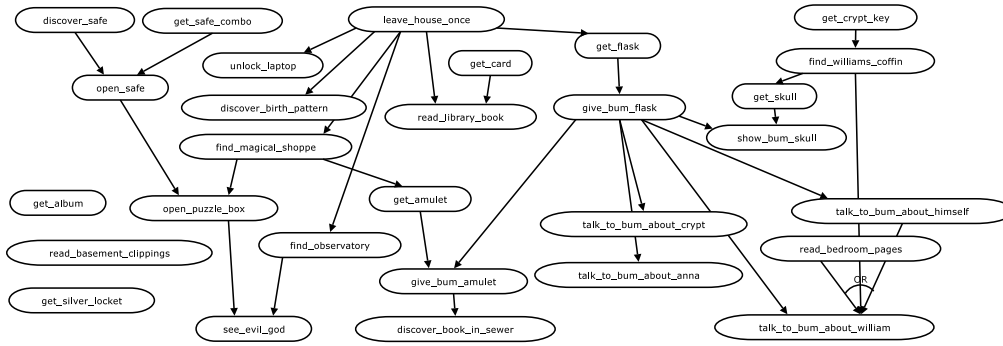 discover_safe
get_safe_combo
leave_house_once
get_crypt_key
get_flask
unlock_laptop
get_card
find_williams_coffin
open_safe
get_skull
discover_birth_pattern
read_library_book
give_bum_flask
show_bum_skull
find_magical_shoppe
get_album
open_puzzle_box
get_amulet
talk_to_bum_about_himself
talk_to_bum_about_crypt
read_basement_clippings
find_observatory
read_bedroom_pages
talk_to_bum_about_anna
give_bum_amulet
OR
get_silver_locket
see_evil_god
discover_book_in_sewer
talk_to_bum_about_william